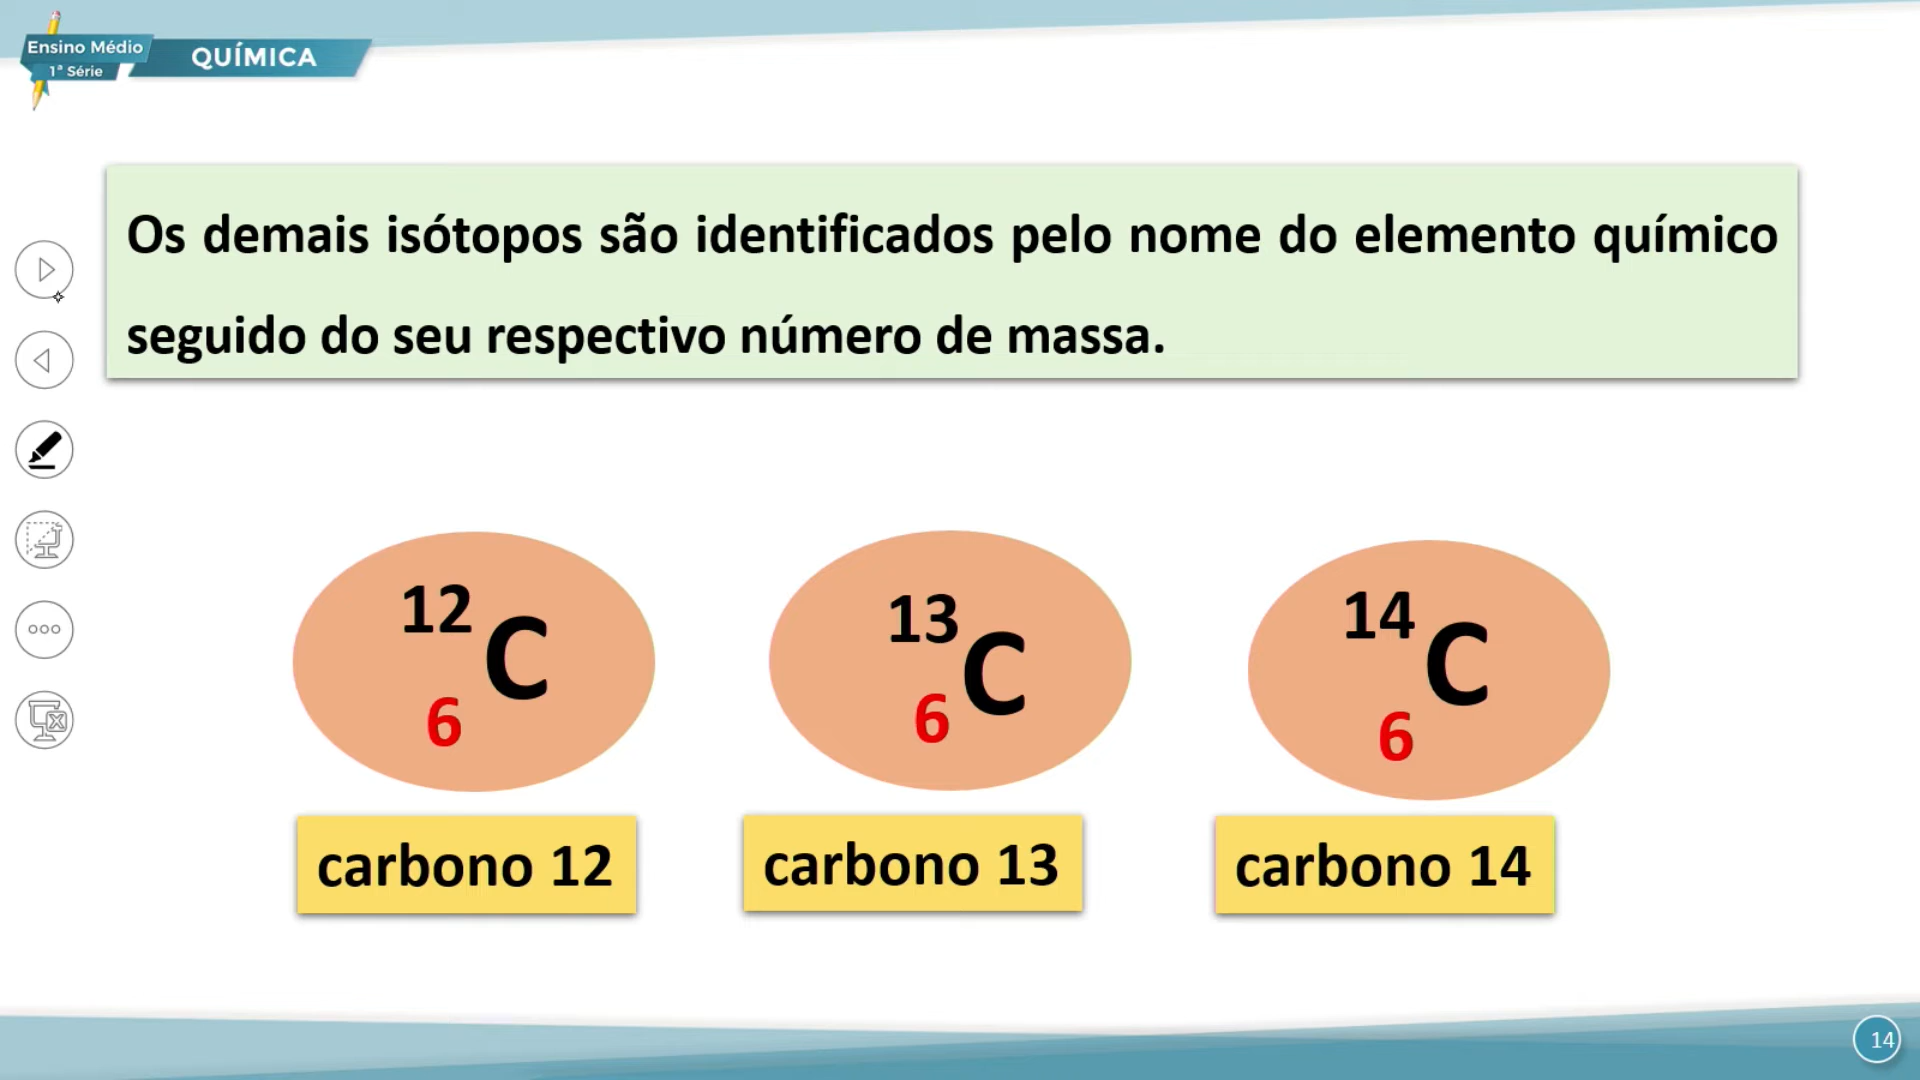 Ensino Médio
1ª Série
QUÍMICA
Os demais isótopos são identificados pelo nome do elemento químico
seguido do seu respectivo número de massa.
12
C
6
13
C
6
14
C
6
carbono 12
carbono 13
carbono 14
14